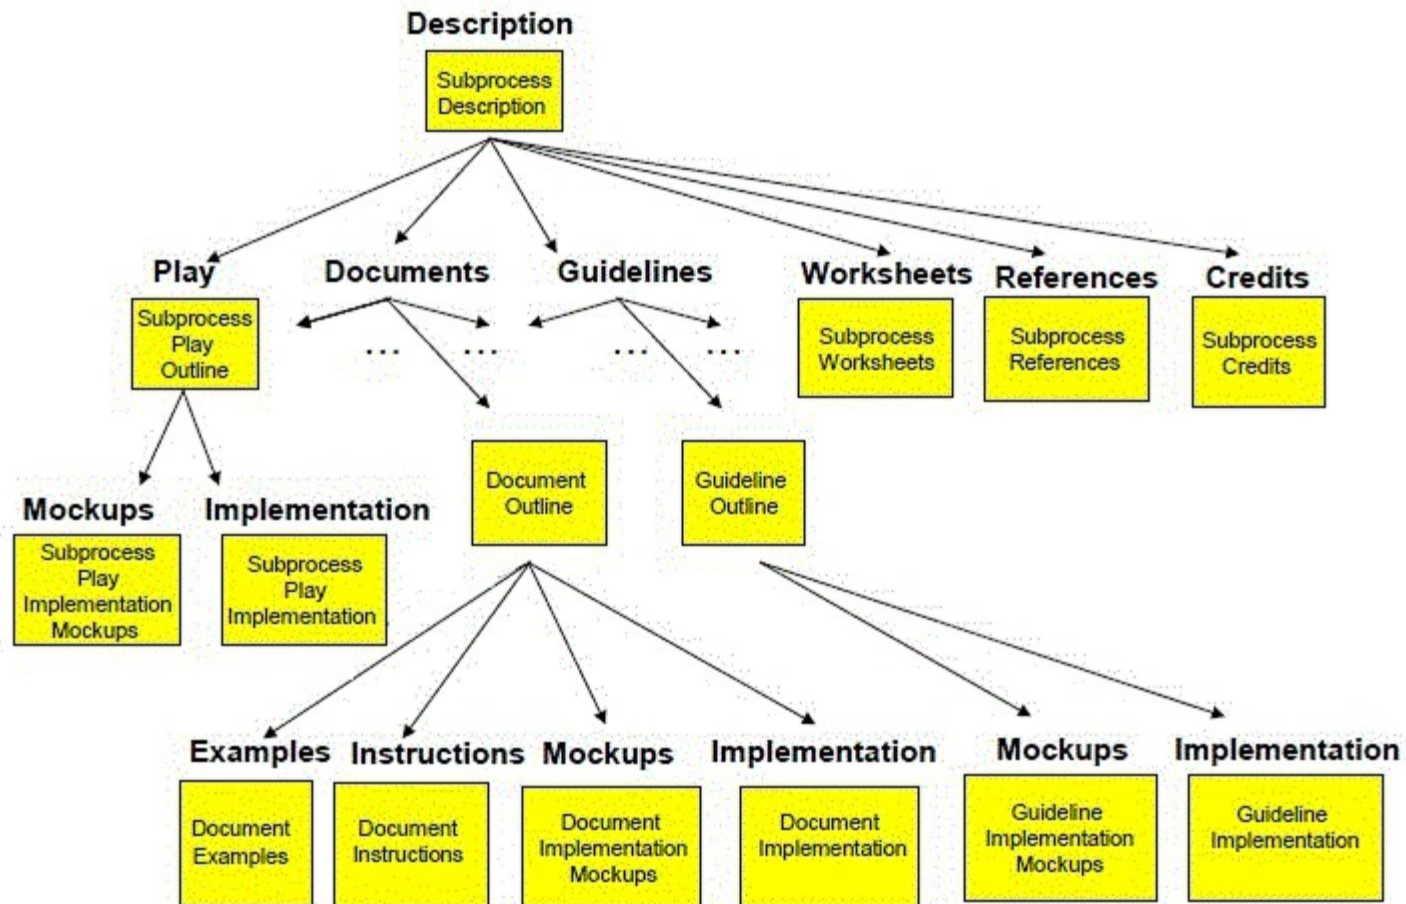 Description
Subprocess
Description
Play
Documents
Guidelines
Worksheets
References
Credits
Subprocess
Play
Outline
... ...
... ...
Subprocess
Worksheets
Subprocess
References
Subprocess
Credits
Mockups
Implementation
Document
Outline
Guideline
Outline
Subprocess
Play
Implementation
Mockups
Subprocess
Play
Implementation
Examples
Instructions
Mockups
Implementation
Mockups
Implementation
Document
Examples
Document
Instructions
Document
Implementation
Mockups
Document
Implementation
Guideline
Implementation
Mockups
Guideline
Implementation